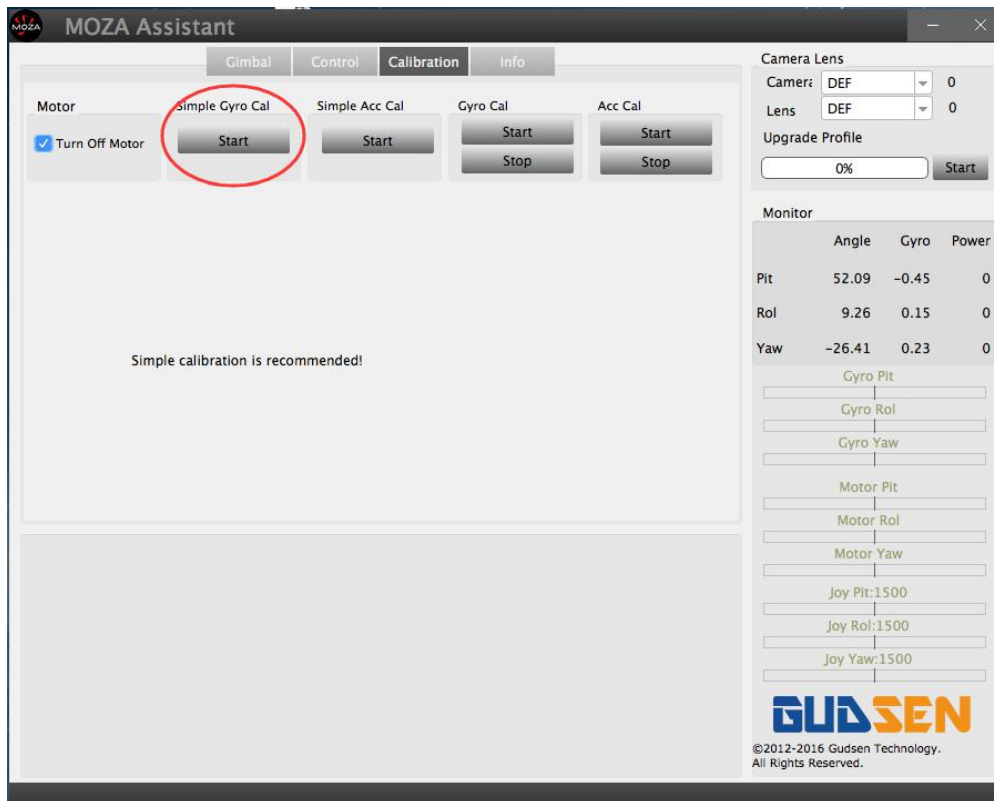 MOZA
MOZA Assistant
Gimbal Control Calibration Info
Motor
Turn Off Motor
Simple Gyro Cal
Start
Simple Acc Cal
Start
Gyro Cal
Start
Stop
Acc Cal
Start
Stop
Simple calibration is recommended!
Camera Lens
Camera DEF 0
Lens DEF 0
Upgrade Profile
0% Start
Monitor
Angle Gyro Power
Pit 52.09 -0.45 0
Rol 9.26 0.15 0
Yaw -26.41 0.23 0
Gyro Pit
Gyro Rol
Gyro Yaw
Motor Pit
Motor Rol
Motor Yaw
Joy Pit:1500
Joy Rol:1500
Joy Yaw:1500
GUDSEN
©2012-2016 Gudsen Technology.
All Rights Reserved.